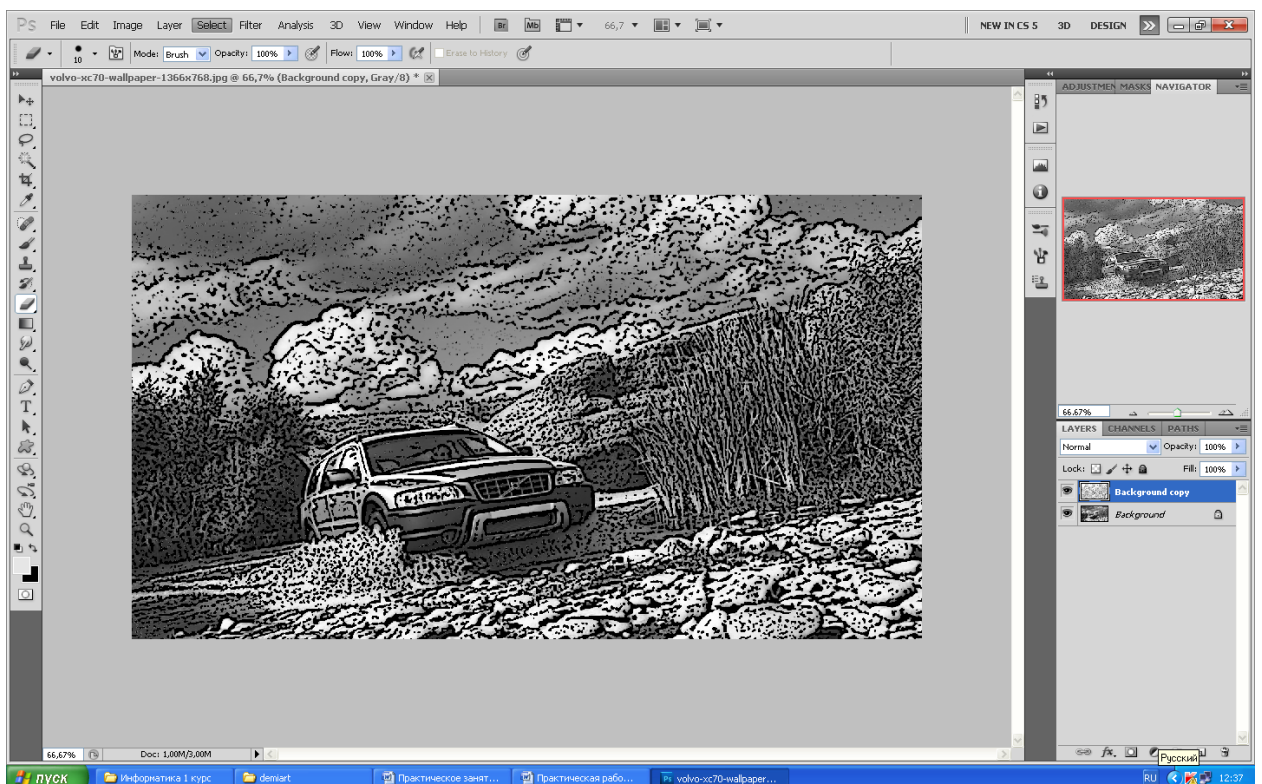 Ps File Edit Image Layer Select Filter Analysis 3D View Window Help Br Mb 66,7 NEW IN CS 5 3D DESIGN
10 Mode: Brush Opacity: 100% Flow: 100% Erase to History
volvo-xc70-wallpaper-1366x768.jpg @ 66,7% (Background copy, Gray/8) *
ADJUSTMEN MASKS NAVIGATOR
66.67%
LAYERS CHANNELS PATHS
Normal Opacity: 100%
Lock: Fill: 100%
Background copy
Background
66,67% Doc: 1,00M/3,00M
fx.
Русский
пуск Информатика 1 курс demiart Практическое занят... Практическая рабо... Ps volvo-xc70-wallpaper... RU 12:37